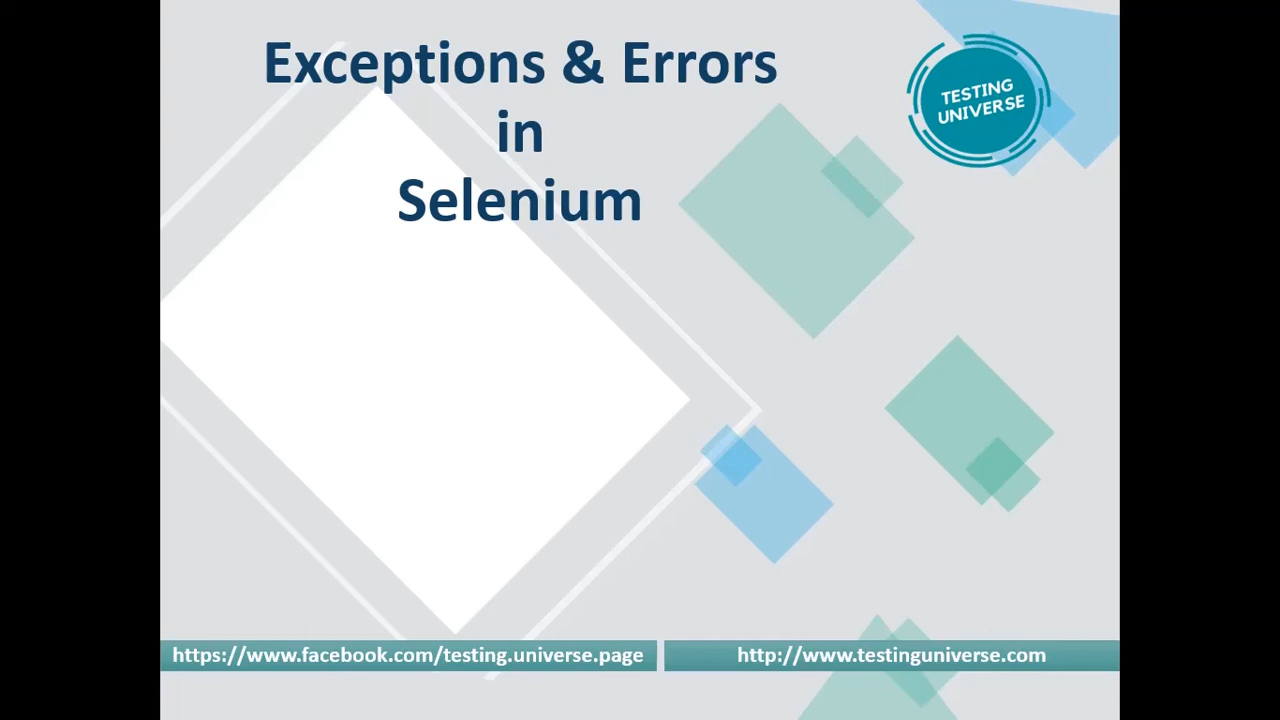 Exceptions & Errors
in
Selenium
TESTING
UNIVERSE
https://www.facebook.com/testing.universe.page
http://www.testinguniverse.com